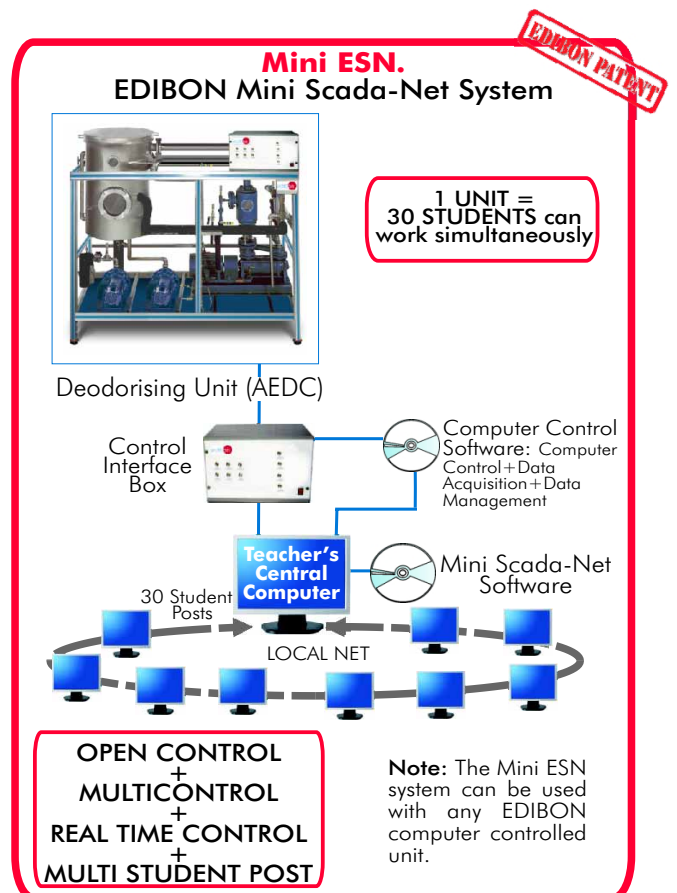 EDIBON PATENT
Mini ESN.
EDIBON Mini Scada-Net System
1 UNIT =
30 STUDENTS can
work simultaneously
Deodorising Unit (AEDC)
Control
Interface
Box
Computer Control
Software: Computer
Control+Data
Acquisition+Data
Management
Teacher's
Central
Computer
Mini Scada-Net
Software
30 Student
Posts
LOCAL NET
OPEN CONTROL
+
MULTICONTROL
+
REAL TIME CONTROL
+
MULTI STUDENT POST
Note: The Mini ESN
system can be used
with any EDIBON
computer controlled
unit.